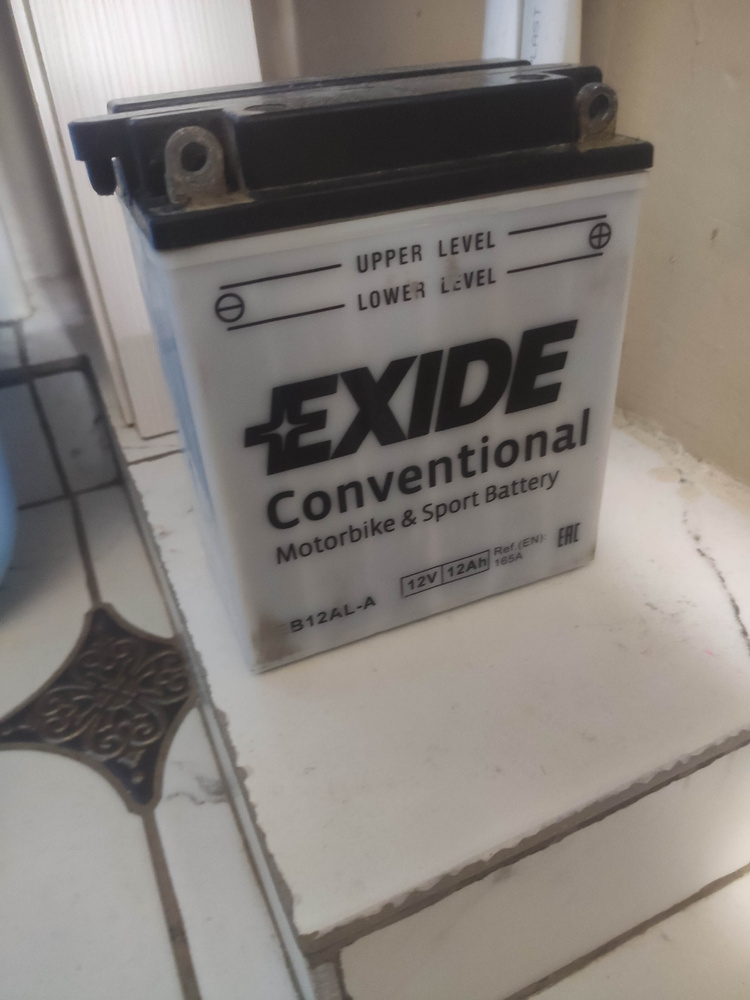 UPPER LEVEL
LOWER LEVEL
EXIDE
Conventional
Motorbike & Sport Battery
12V 12Ah Ref.(EN): 165A
EAC
B12AL-A